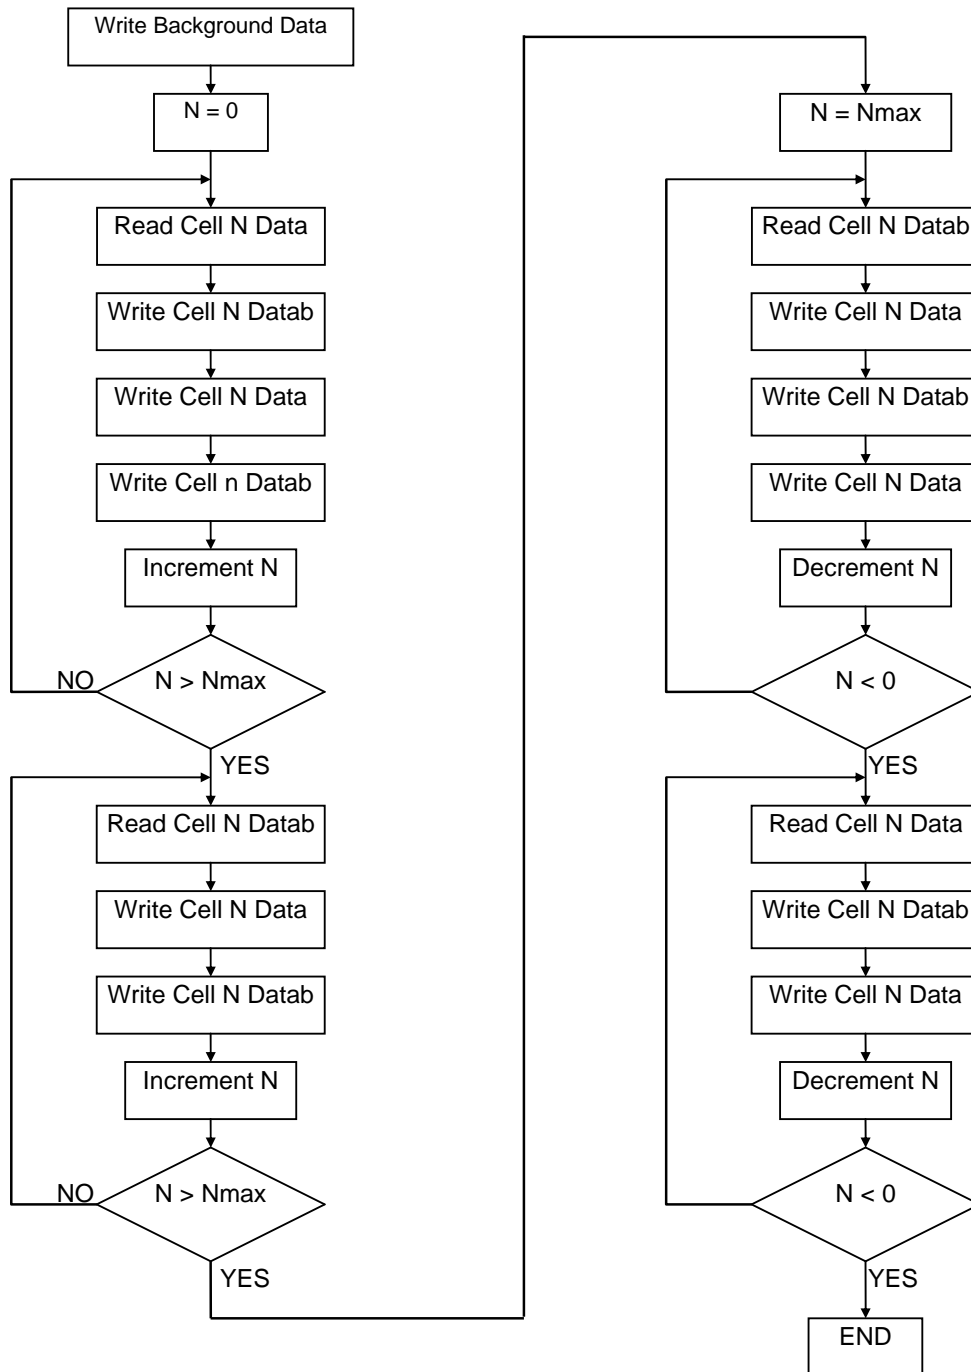 Write Background Data
N = 0
Read Cell N Data
Write Cell N Datab
Write Cell N Data
Write Cell n Datab
Increment N
N > Nmax
NO
YES
Read Cell N Datab
Write Cell N Data
Write Cell N Datab
Increment N
N > Nmax
NO
YES
N = Nmax
Read Cell N Datab
Write Cell N Data
Write Cell N Datab
Write Cell N Data
Decrement N
N < 0
YES
Read Cell N Data
Write Cell N Datab
Write Cell N Data
Decrement N
N < 0
YES
END